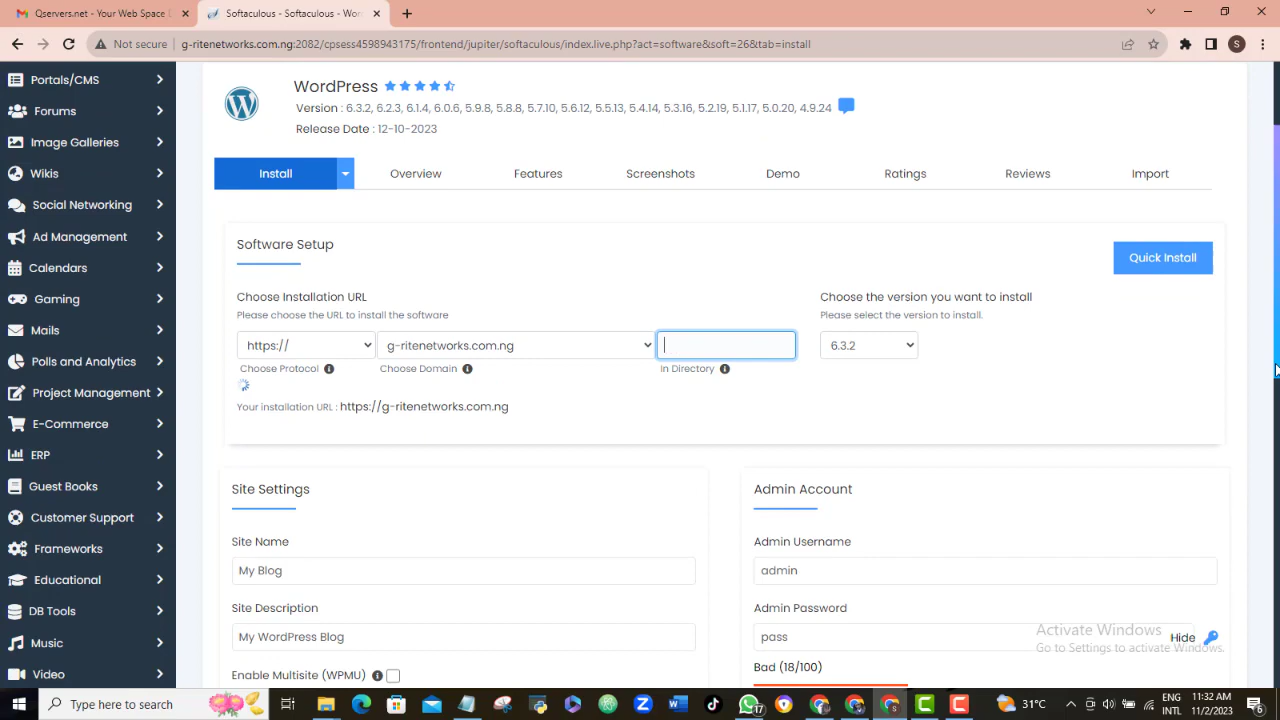 Qservers.net - Your Web Space
Softaculous - Softaculous - Wor
Not secure
g-ritenetworks.com.ng:2082/cpsess4598943175/frontend/jupiter/softaculous/index.live.php?act=software&soft=26&tab=install
S
Portals/CMS
Forums
Image Galleries
Wikis
Social Networking
Ad Management
Calendars
Gaming
Mails
Polls and Analytics
Project Management
E-Commerce
ERP
Guest Books
Customer Support
Frameworks
Educational
DB Tools
Music
Video
WordPress
Version : 6.3.2, 6.2.3, 6.1.4, 6.0.6, 5.9.8, 5.8.8, 5.7.10, 5.6.12, 5.5.13, 5.4.14, 5.3.16, 5.2.19, 5.1.17, 5.0.20, 4.9.24
Release Date : 12-10-2023
Install
Overview
Features
Screenshots
Demo
Ratings
Reviews
Import
Software Setup
Quick Install
Choose Installation URL
Please choose the URL to install the software
https://
g-ritenetworks.com.ng
Choose Protocol
Choose Domain
In Directory
Your installation URL : https://g-ritenetworks.com.ng
Choose the version you want to install
Please select the version to install.
6.3.2
Site Settings
Site Name
My Blog
Site Description
My WordPress Blog
Enable Multisite (WPMU)
Admin Account
Admin Username
admin
Admin Password
pass
Hide
Bad (18/100)
Activate Windows
Go to Settings to activate Windows.
Type here to search
17
31°C
ENG
INTL
11:32 AM
11/2/2023
6